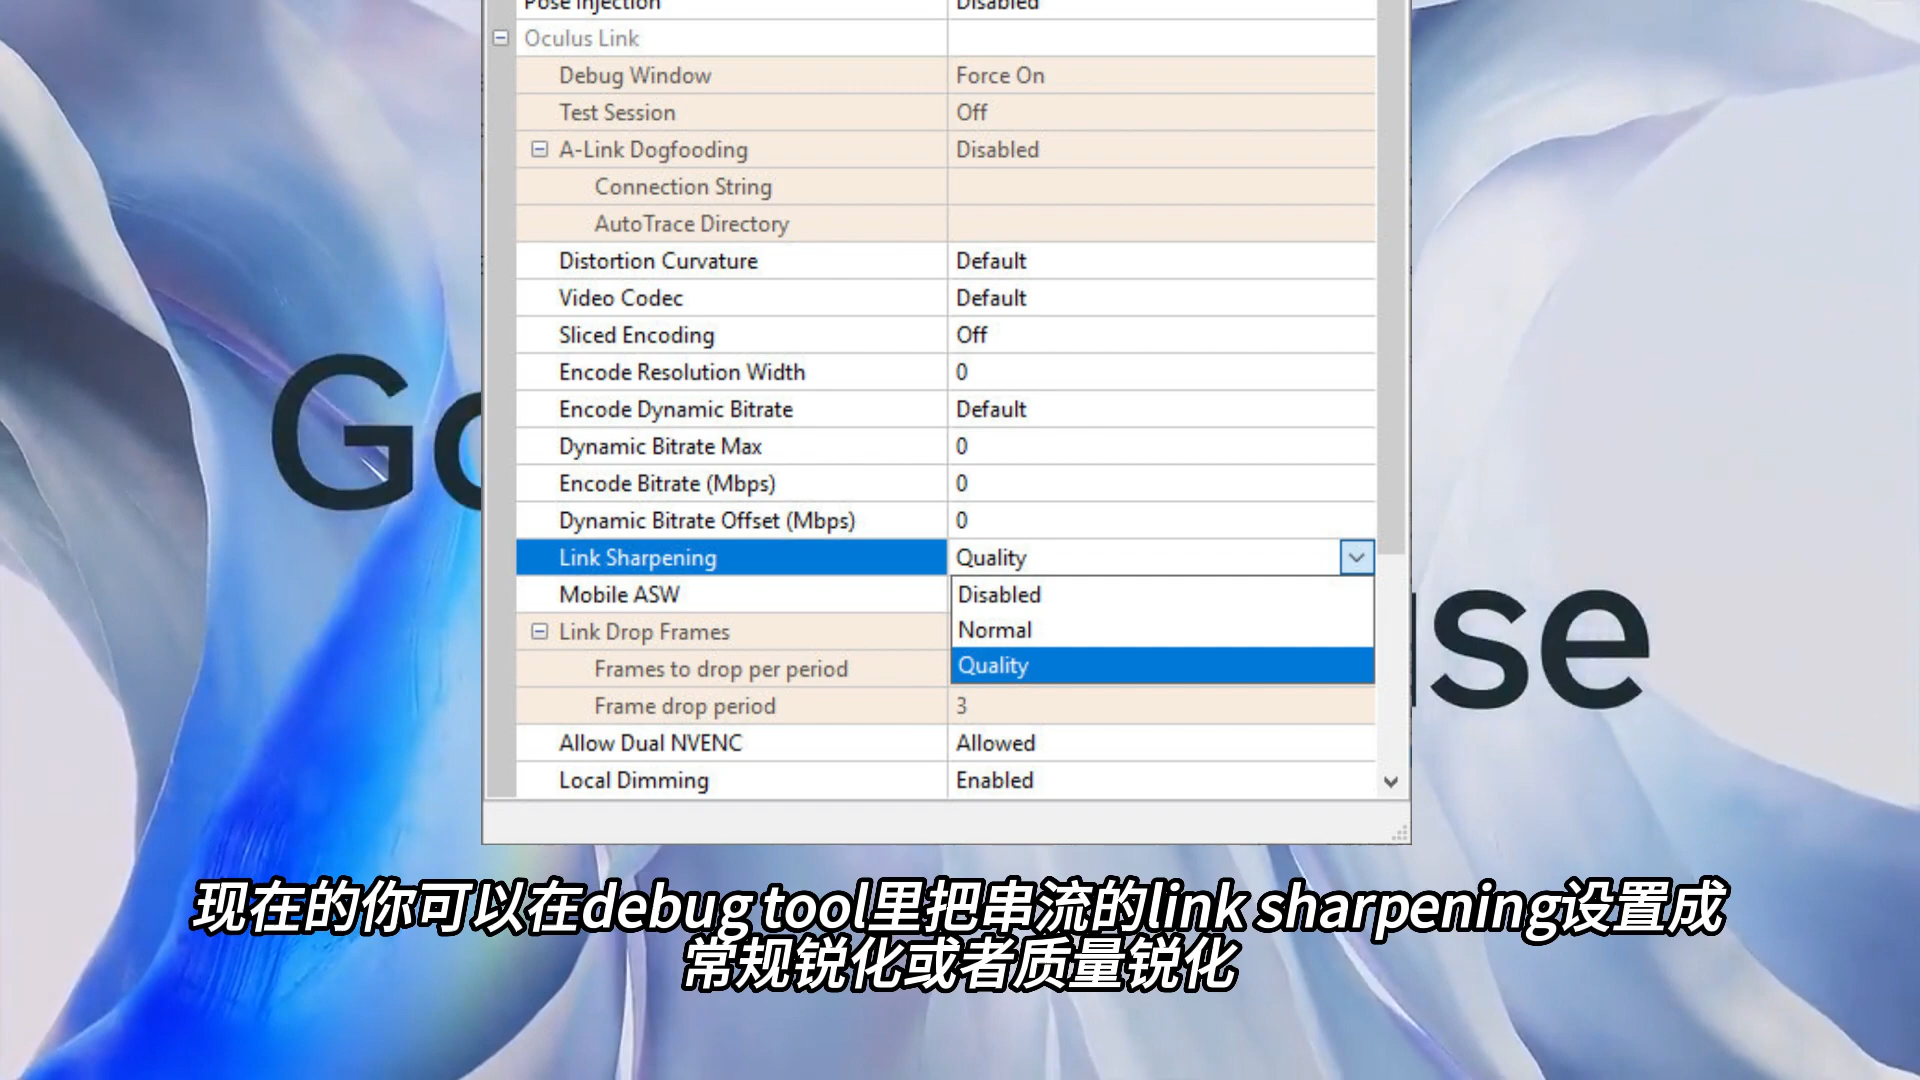 Pose Injection Disabled
Oculus Link
Debug Window Force On
Test Session Off
A-Link Dogfooding Disabled
Connection String
AutoTrace Directory
Distortion Curvature Default
Video Codec Default
Sliced Encoding Off
Encode Resolution Width 0
Encode Dynamic Bitrate Default
Dynamic Bitrate Max 0
Encode Bitrate (Mbps) 0
Dynamic Bitrate Offset (Mbps) 0
Link Sharpening Quality
Mobile ASW Disabled
Link Drop Frames Normal
Frames to drop per period Quality
Frame drop period 3
Allow Dual NVENC Allowed
Local Dimming Enabled
现在的你可以在debug tool里把串流的link sharpening设置成
常规锐化或者质量锐化